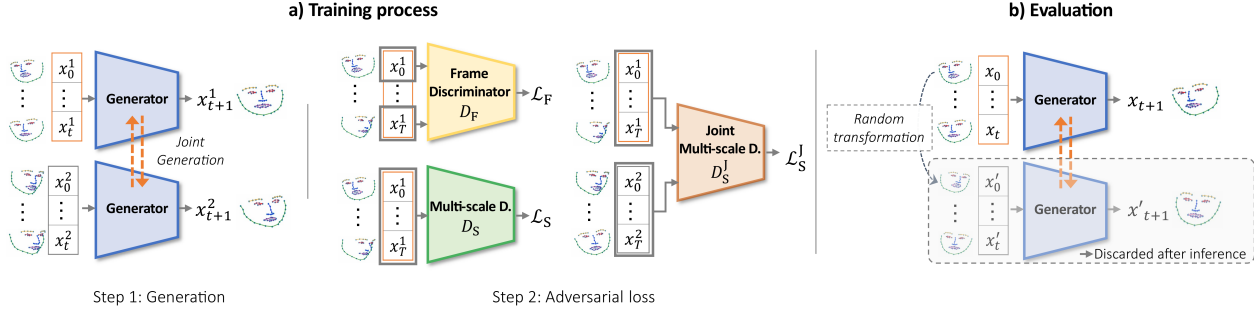 a) Training process
b) Evaluation
x_0^1
⋮
x_t^1
Generator
x_{t+1}^1
Joint
Generation
x_0^2
⋮
x_t^2
Generator
x_{t+1}^2
Step 1: Generation
x_0^1
⋮
x_T^1
Frame
Discriminator
D_F
ℒ_F
x_0^1
⋮
x_T^1
Multi-scale D.
D_S
ℒ_S
x_0^1
⋮
x_T^1
x_0^2
⋮
x_T^2
Joint
Multi-scale D.
D_S^J
ℒ_S^J
Step 2: Adversarial loss
x_0
⋮
x_t
Generator
x_{t+1}
Random
transformation
x′_0
⋮
x′_t
Generator
x′_{t+1}
Discarded after inference